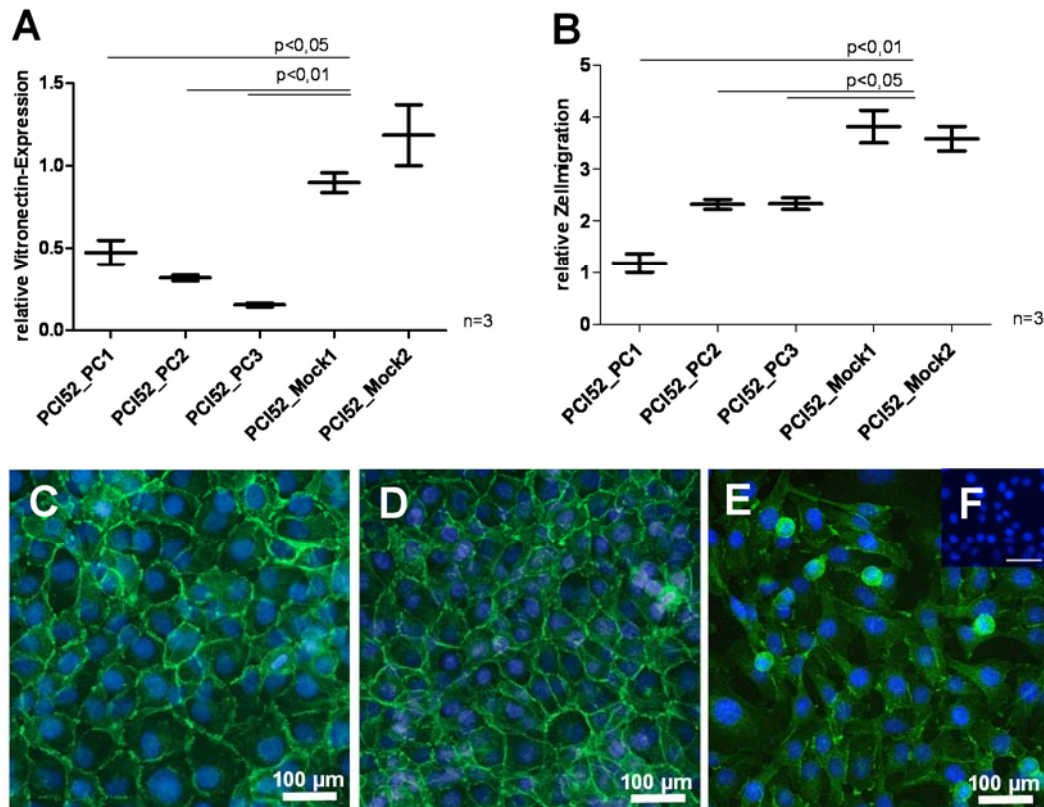 A
p<0,05
p<0,01
relative Vitronectin-Expression
1.5
1.0
0.5
0.0
n=3
PCI52_PC1
PCI52_PC2
PCI52_PC3
PCI52_Mock1
PCI52_Mock2
B
p<0,01
p<0,05
relative Zellmigration
5
4
3
2
1
0
n=3
PCI52_PC1
PCI52_PC2
PCI52_PC3
PCI52_Mock1
PCI52_Mock2
C
100 µm
D
100 µm
E
100 µm
F